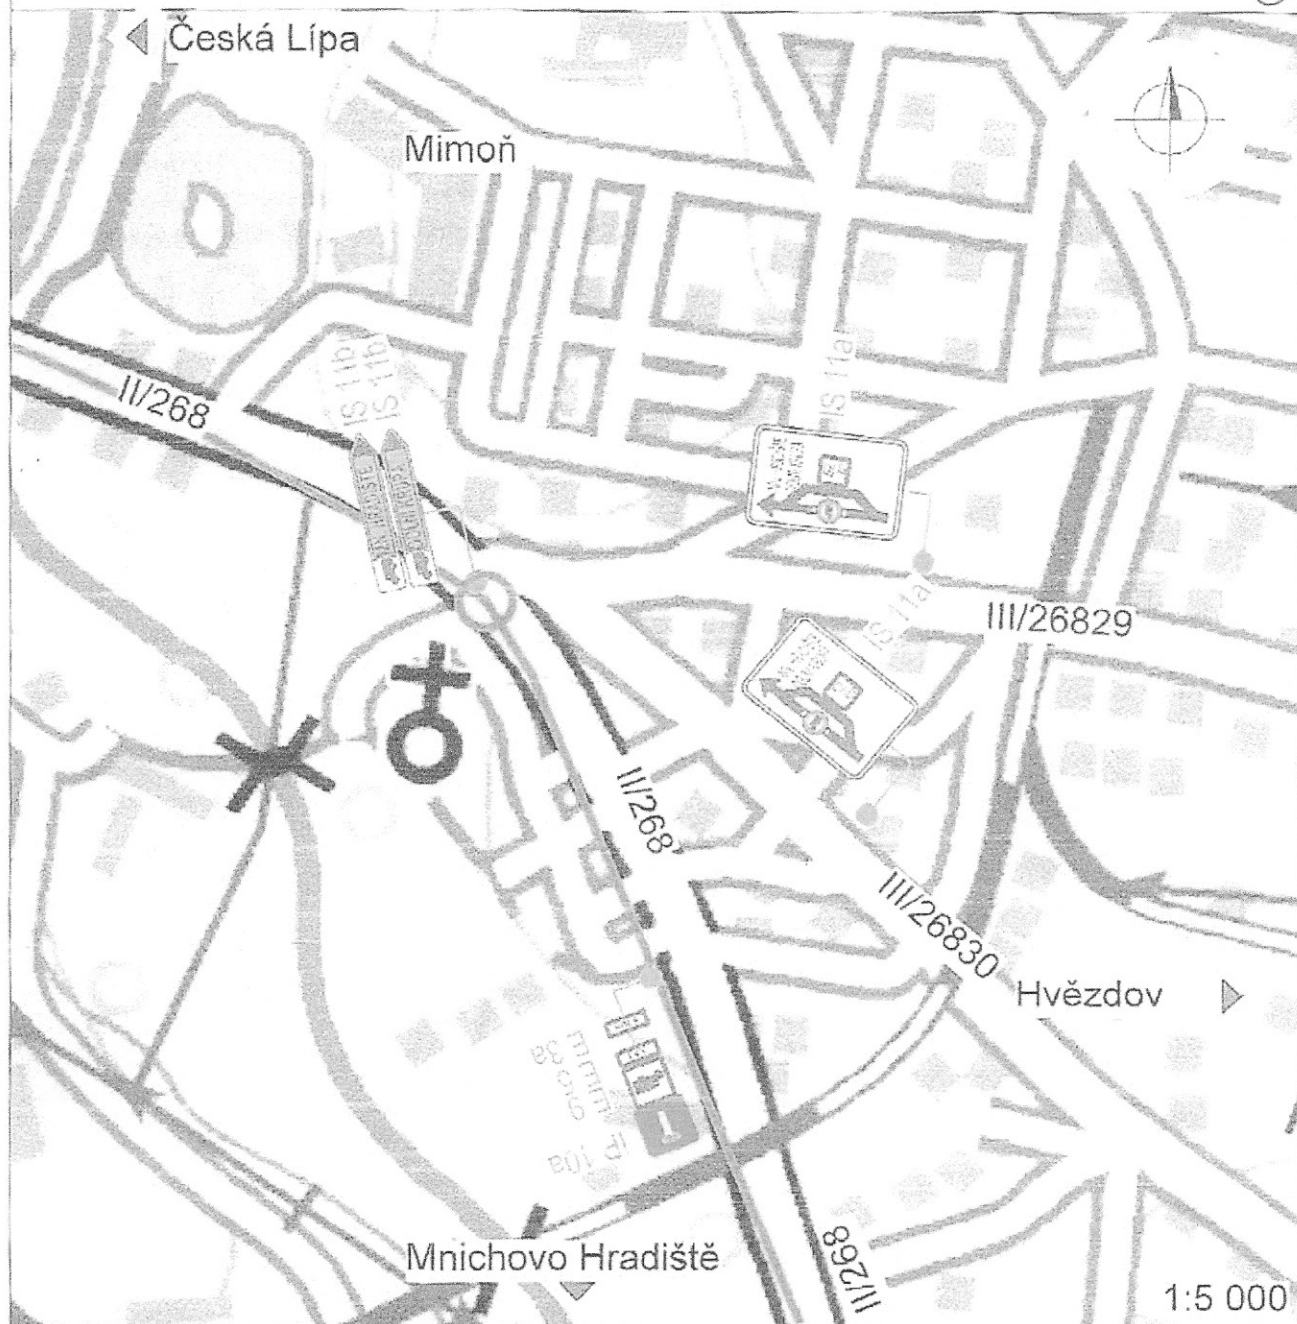 Česká Lípa
Mimoň
II/268
IS 11b
IS 11b
IS 11a
IS 11a
III/26829
II/268
III/26830
Hvězdov
IP 10a
Mnichovo Hradiště
II/268
1:5 000